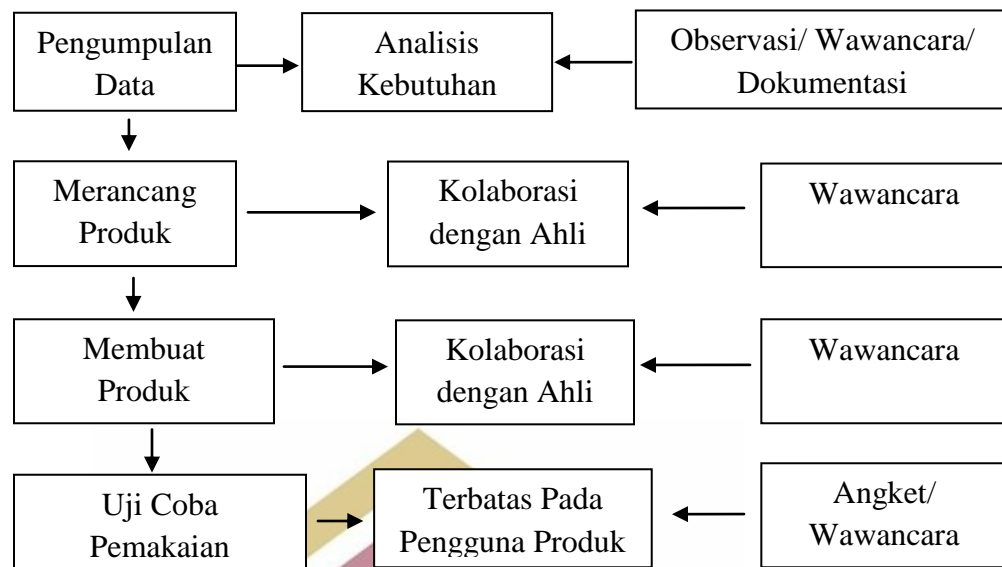 Pengumpulan
Data
Analisis
Kebutuhan
Observasi/ Wawancara/
Dokumentasi
Merancang
Produk
Kolaborasi
dengan Ahli
Wawancara
Membuat
Produk
Kolaborasi
dengan Ahli
Wawancara
Uji Coba
Pemakaian
Terbatas Pada
Pengguna Produk
Angket/
Wawancara